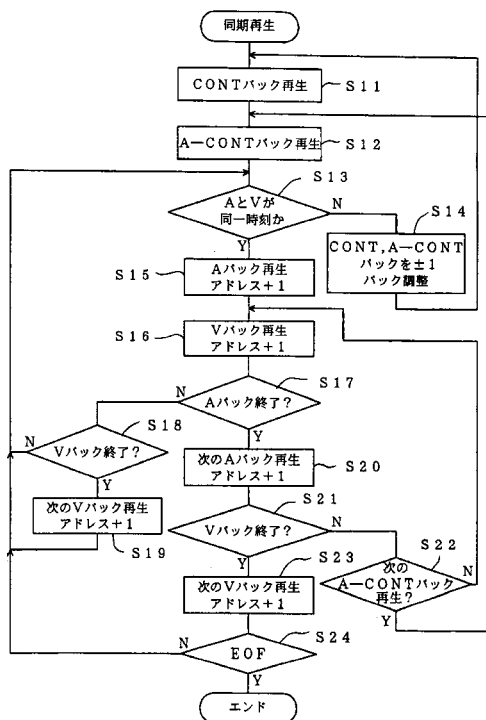 同期再生
CONTパック再生
S11
A―CONTパック再生
S12
S13
AとVが
同一時刻か
N
Y
S14
CONT,A―CONT
パックを±1
パック調整
S15
Aパック再生
アドレス+1
S16
Vパック再生
アドレス+1
S17
Aパック終了?
N
Y
S18
Vパック終了?
N
Y
S20
次のAパック再生
アドレス+1
次のVパック再生
アドレス+1
S19
S21
Vパック終了?
N
Y
S22
次の
A―CONTパック
再生?
N
Y
S23
次のVパック再生
アドレス+1
S24
EOF
N
Y
エンド